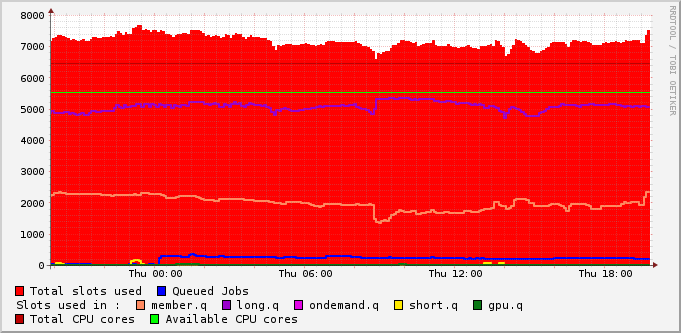 8000
7000
6000
5000
4000
3000
2000
1000
0
Thu 00:00 Thu 06:00 Thu 12:00 Thu 18:00
Total slots used Queued Jobs
Slots used in : member.q long.q ondemand.q short.q gpu.q
Total CPU cores Available CPU cores
RRDTOOL / TOBI OETIKER